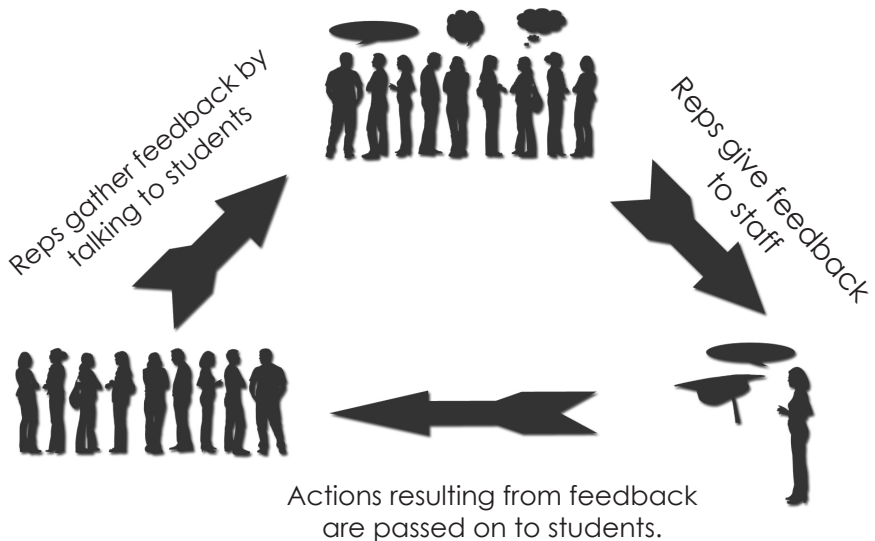 Reps gather feedback by
talking to students
Reps give feedback
to staff
Actions resulting from feedback
are passed on to students.